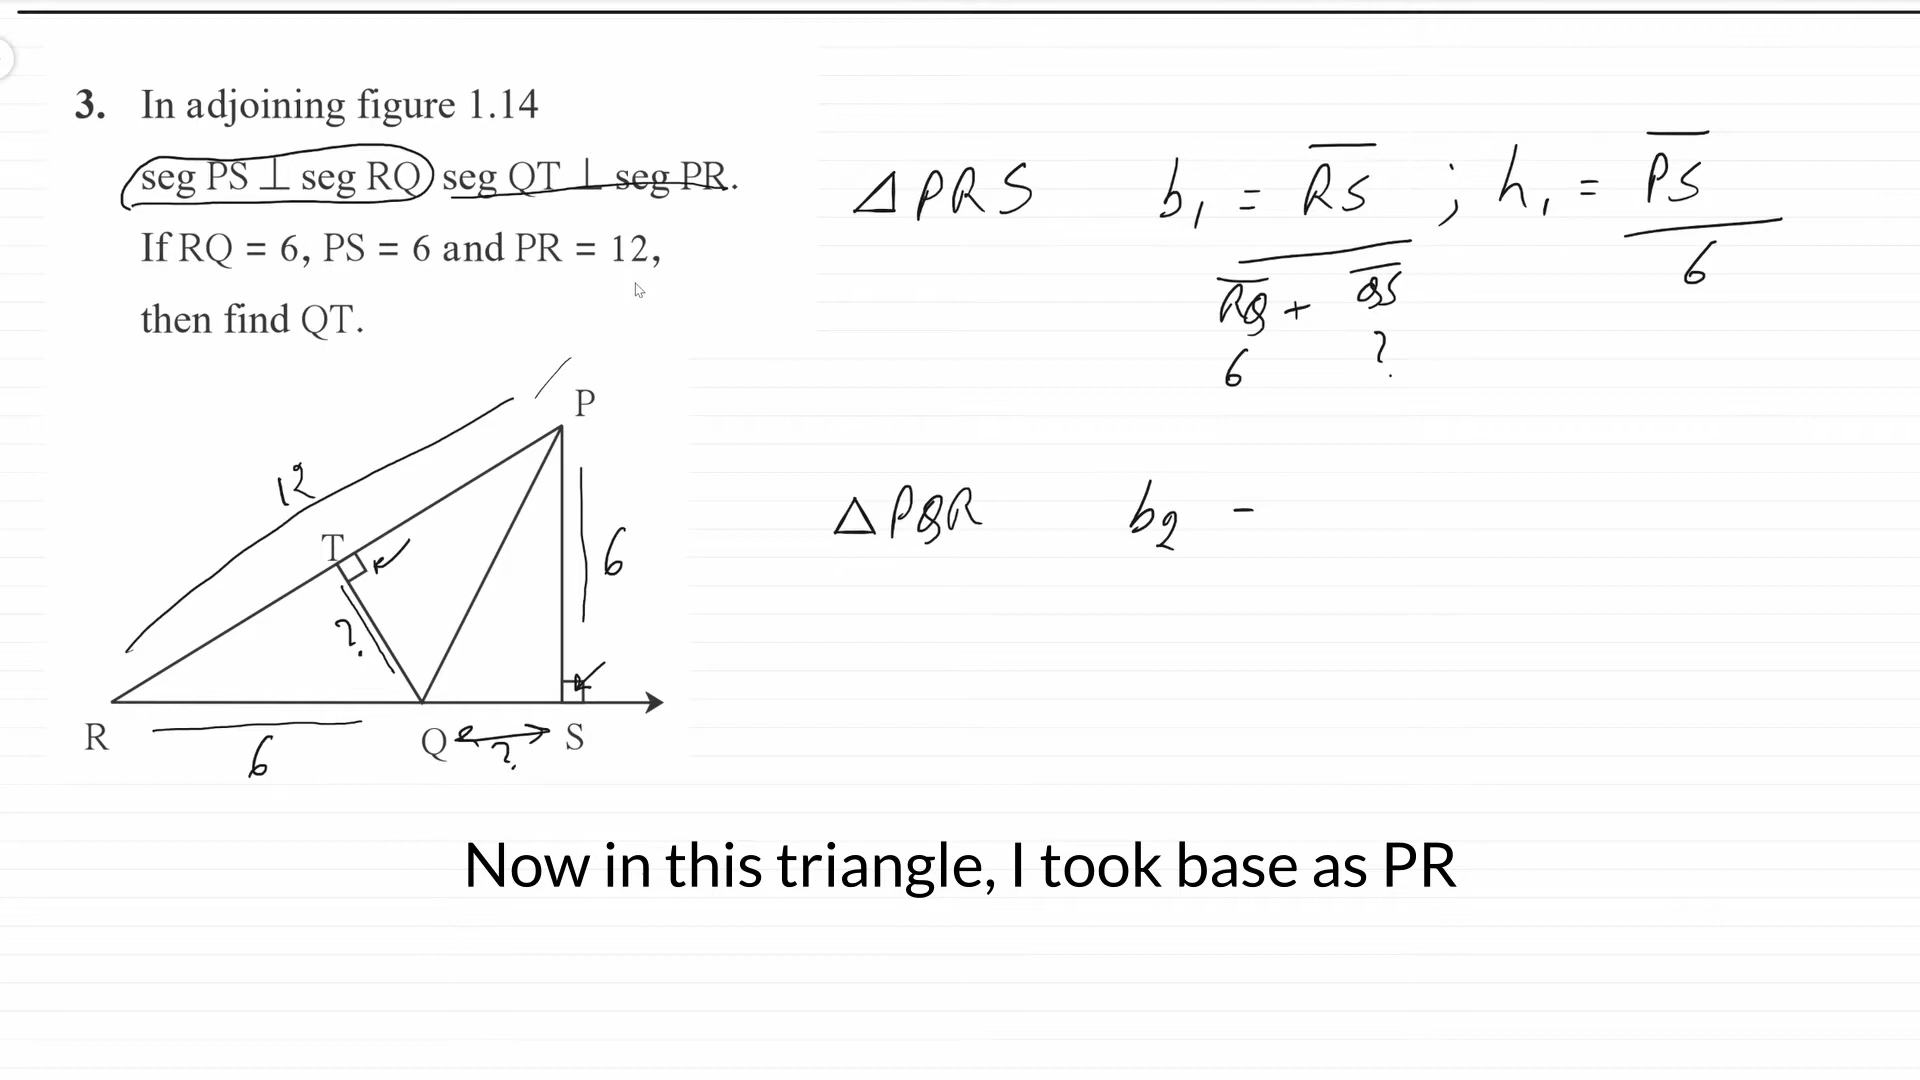 3. In adjoining figure 1.14
seg PS ⊥ seg RQ seg QT ⊥ seg PR.
If RQ = 6, PS = 6 and PR = 12,
then find QT.
△PRS b₁ = RS ; h₁ = PS
6
RQ + QS
6 ?
△PQR b₂ -
P
12
T
6
?
R
Q
S
6
?
Now in this triangle, I took base as PR